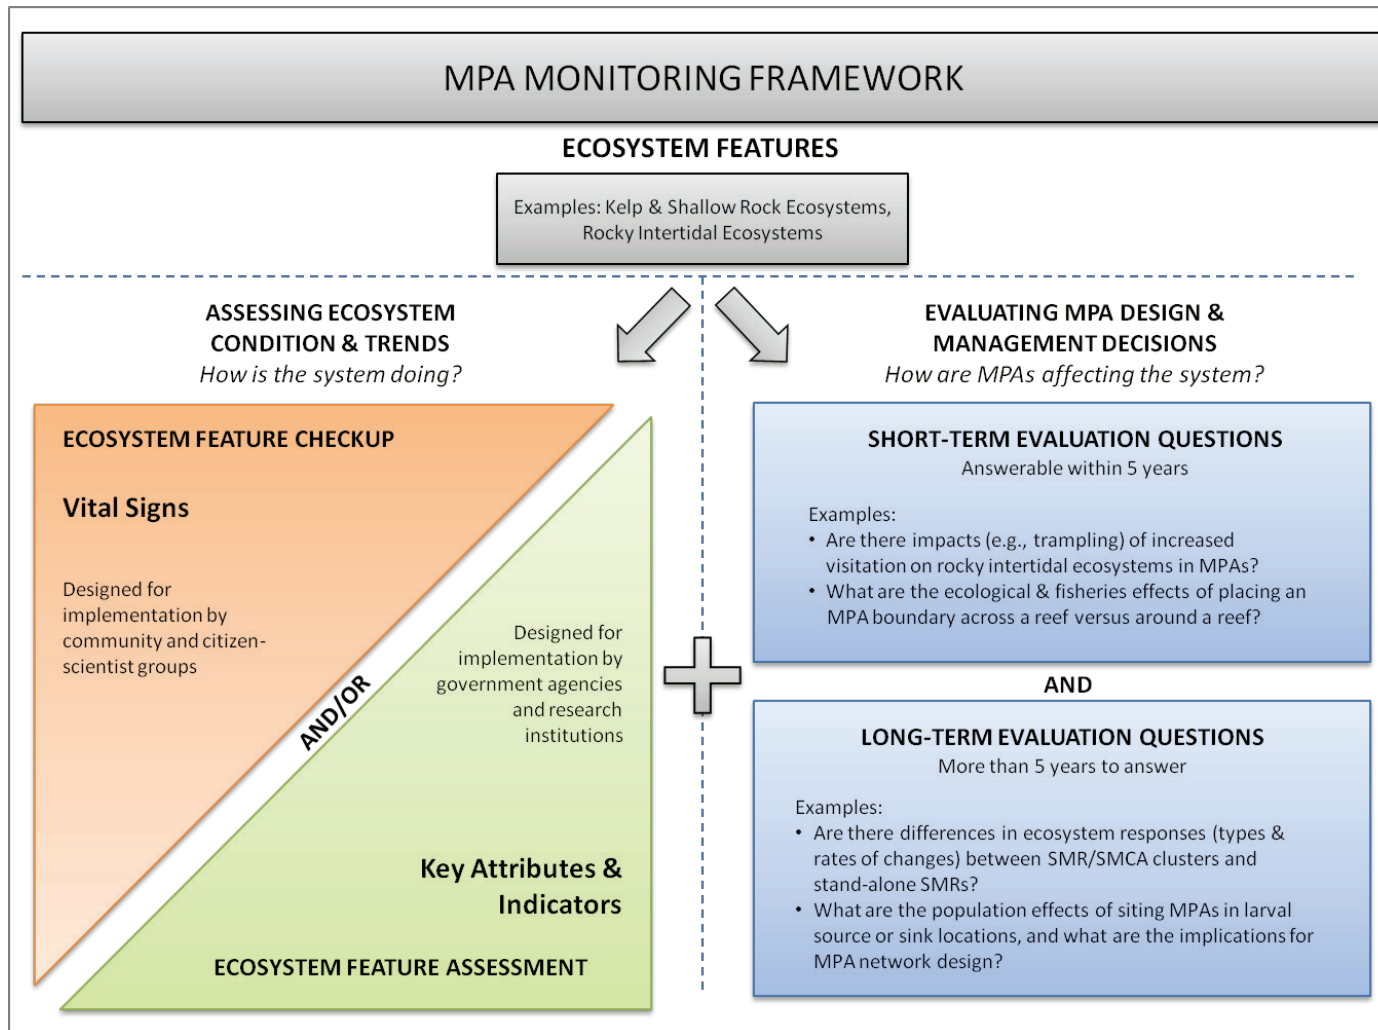 MPA MONITORING FRAMEWORK
ECOSYSTEM FEATURES
Examples: Kelp & Shallow Rock Ecosystems,
Rocky Intertidal Ecosystems
ASSESSING ECOSYSTEM
CONDITION & TRENDS
How is the system doing?
ECOSYSTEM FEATURE CHECKUP
Vital Signs
Designed for
implementation by
community and citizen-
scientist groups
AND/OR
Designed for
implementation by
government agencies
and research
institutions
Key Attributes &
Indicators
ECOSYSTEM FEATURE ASSESSMENT
EVALUATING MPA DESIGN &
MANAGEMENT DECISIONS
How are MPAs affecting the system?
SHORT-TERM EVALUATION QUESTIONS
Answerable within 5 years
Examples:
• Are there impacts (e.g., trampling) of increased
visitation on rocky intertidal ecosystems in MPAs?
• What are the ecological & fisheries effects of placing an
MPA boundary across a reef versus around a reef?
AND
LONG-TERM EVALUATION QUESTIONS
More than 5 years to answer
Examples:
• Are there differences in ecosystem responses (types &
rates of changes) between SMR/SMCA clusters and
stand-alone SMRs?
• What are the population effects of siting MPAs in larval
source or sink locations, and what are the implications for
MPA network design?